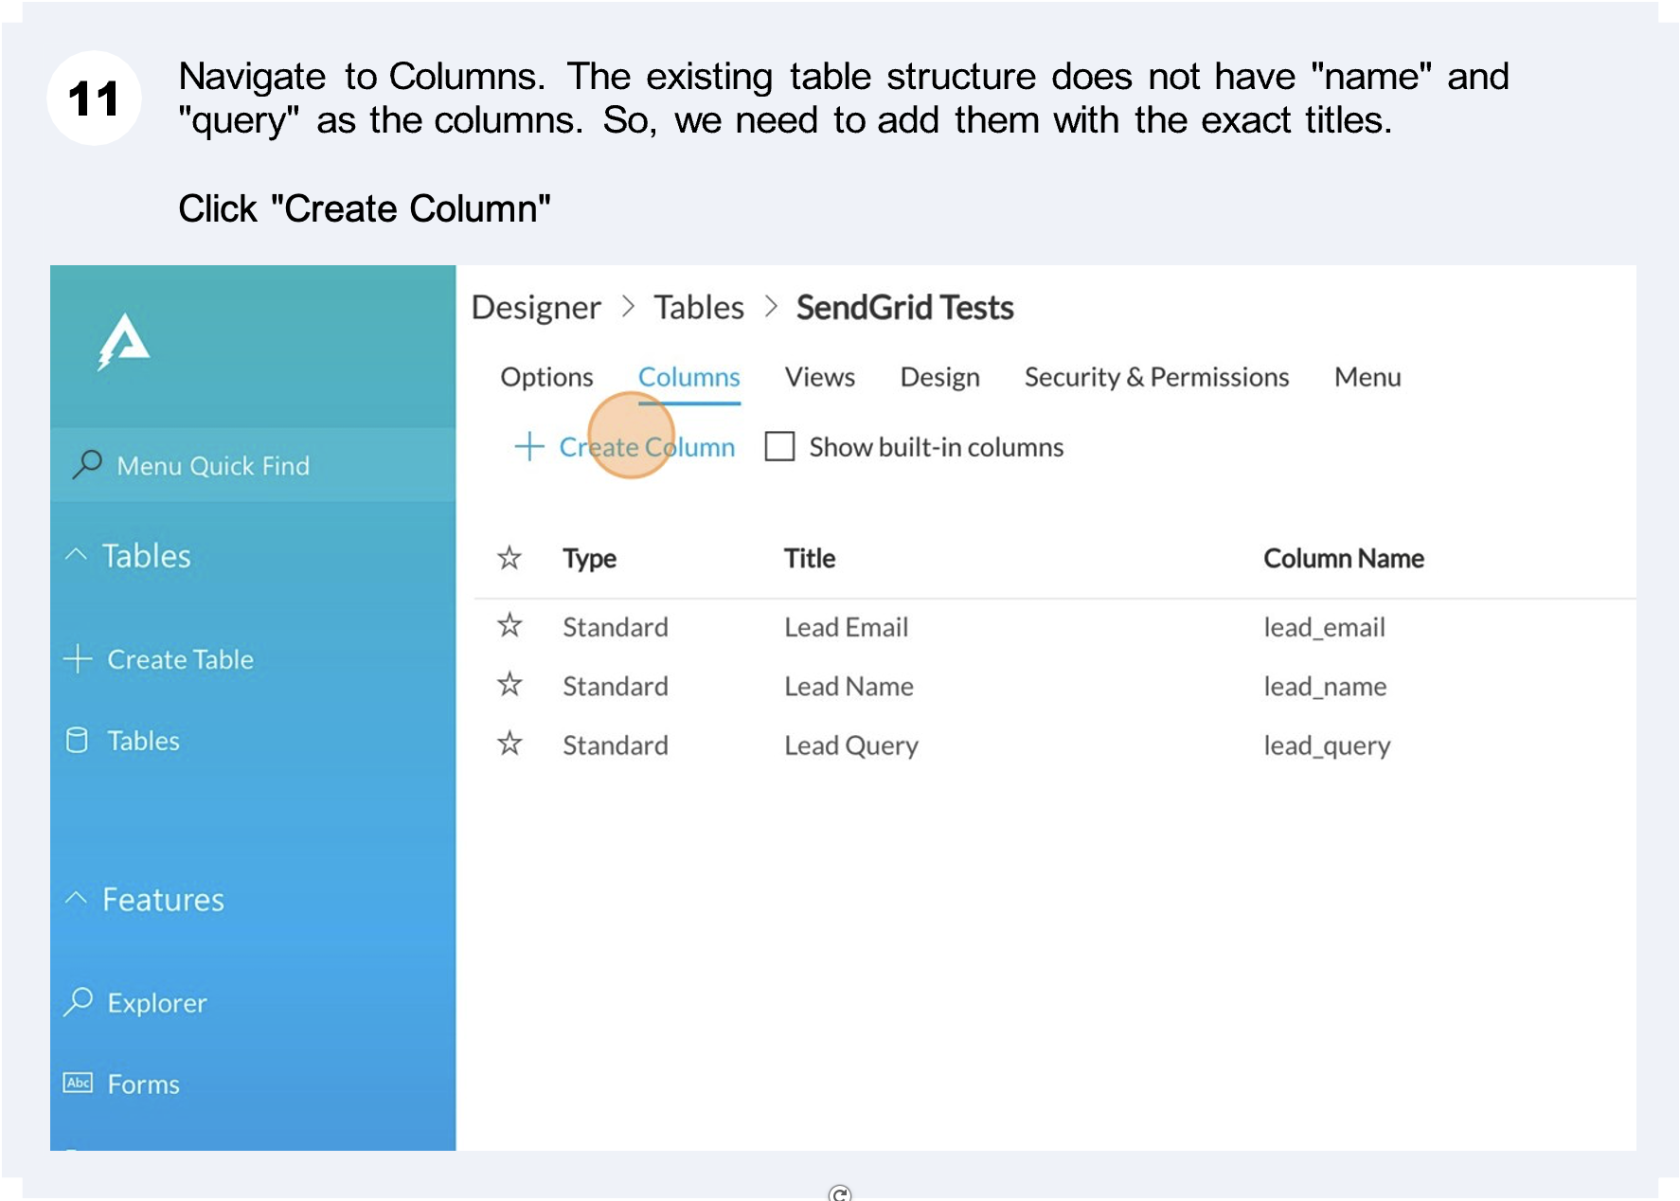 11
Navigate to Columns. The existing table structure does not have "name" and
"query" as the columns. So, we need to add them with the exact titles.
Click "Create Column"
Designer > Tables > SendGrid Tests
Options Columns Views Design Security & Permissions Menu
+ Create Column Show built-in columns
Menu Quick Find
Tables
Create Table
Tables
Features
Explorer
Abc Forms
Type Title Column Name
Standard Lead Email lead_email
Standard Lead Name lead_name
Standard Lead Query lead_query